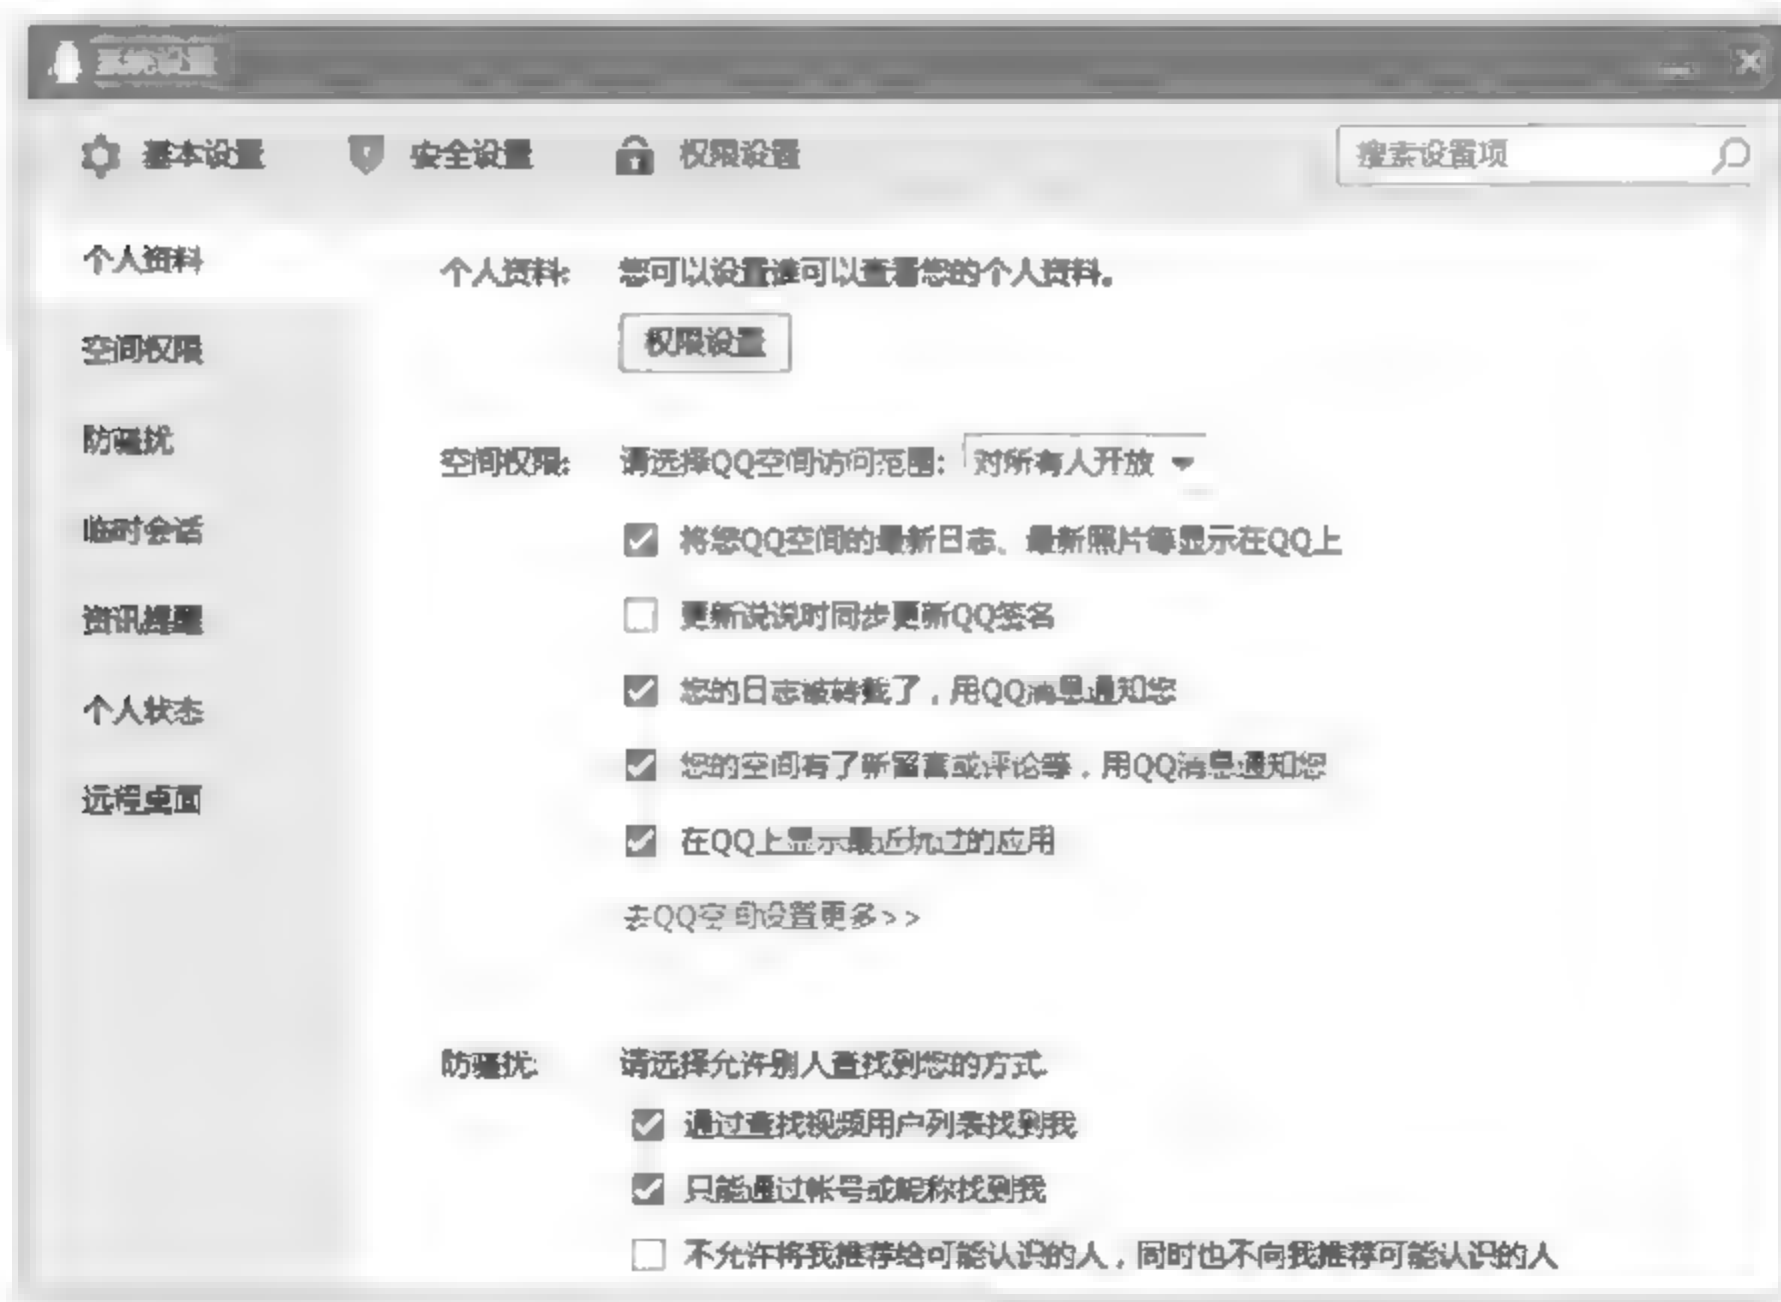 系统设置
基本设置 安全设置 权限设置 搜索设置项
个人资料
空间权限
防骚扰
临时会话
资讯提醒
个人状态
远程桌面
个人资料: 您可以设置谁可以查看您的个人资料。
权限设置
空间权限: 请选择QQ空间访问范围: 对所有人开放
将您QQ空间的最新日志、最新照片等显示在QQ上
更新说说时同步更新QQ签名
您的日志被转载了，用QQ消息通知您
您的空间有了新留言或评论等，用QQ消息通知您
在QQ上显示最近玩过的应用
去QQ空间设置更多>>
防骚扰: 请选择允许别人查找到您的方式:
通过查找视频用户列表找到我
只能通过帐号或昵称找到我
不允许将我推荐给可能认识的人，同时也不向我推荐可能认识的人